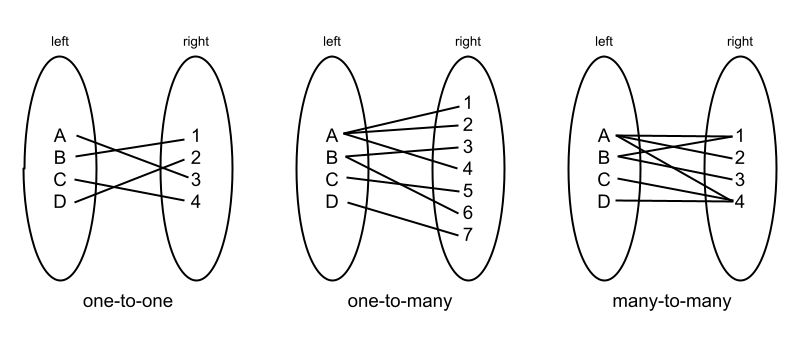 left right
A
B
C
D
1
2
3
4
one-to-one
left right
A
B
C
D
1
2
3
4
5
6
7
one-to-many
left right
A
B
C
D
1
2
3
4
many-to-many